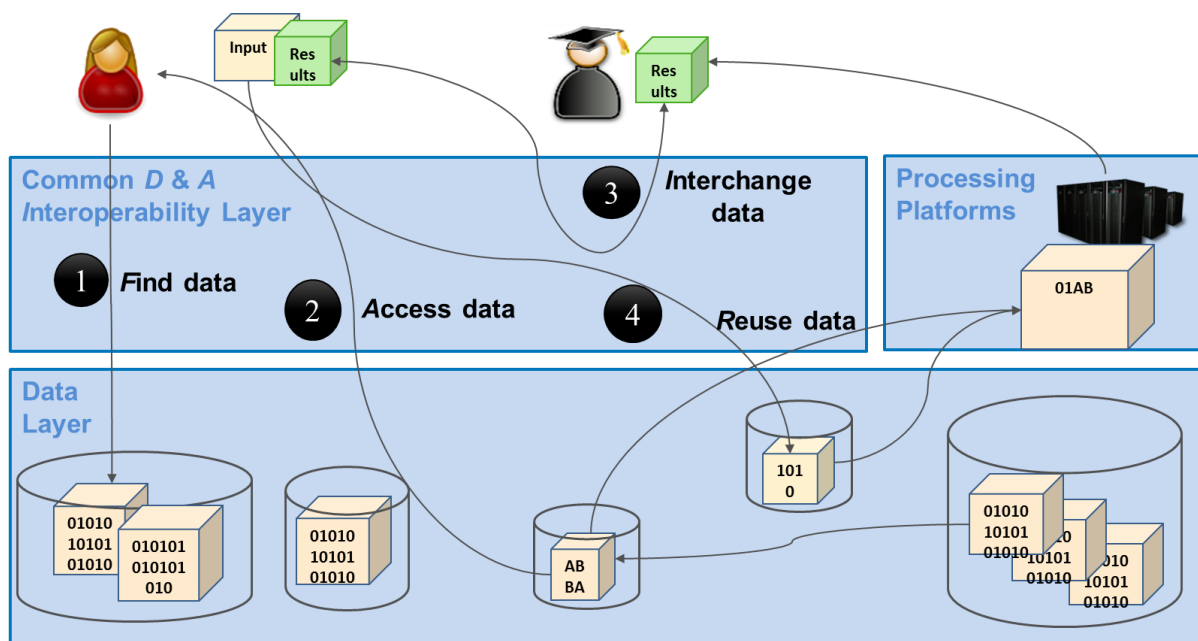 Input
Res
ults
Res
ults
Common D & A
Interoperability Layer
3
Interchange
data
Processing
Platforms
1
Find data
2
Access data
4
Reuse data
01AB
Data
Layer
01010
10101
01010
010101
010101
010
01010
10101
01010
AB
BA
101
0
01010
10101
01010
10101
01010
10101
01010